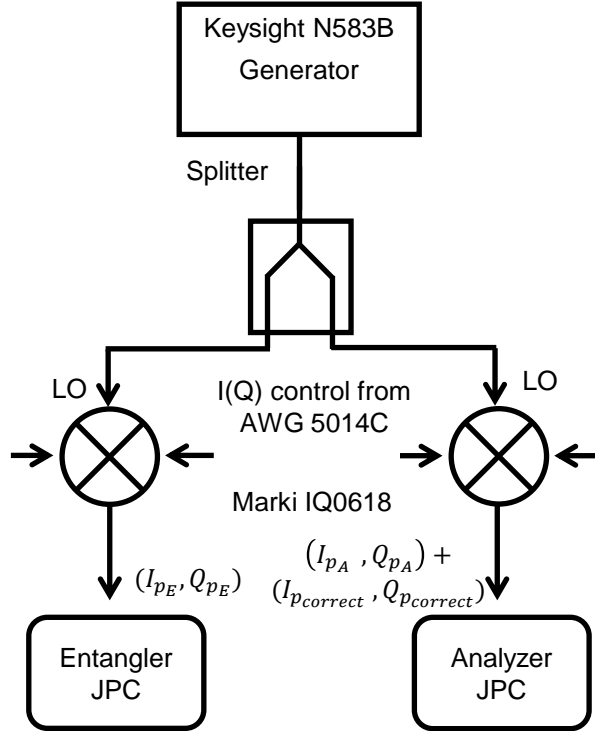 Keysight N583B
Generator
Splitter
LO
LO
I(Q) control from
AWG 5014C
Marki IQ0618
(I_{p_E}, Q_{p_E})
(I_{p_A}, Q_{p_A}) +
(I_{p_{correct}}, Q_{p_{correct}})
Entangler
JPC
Analyzer
JPC